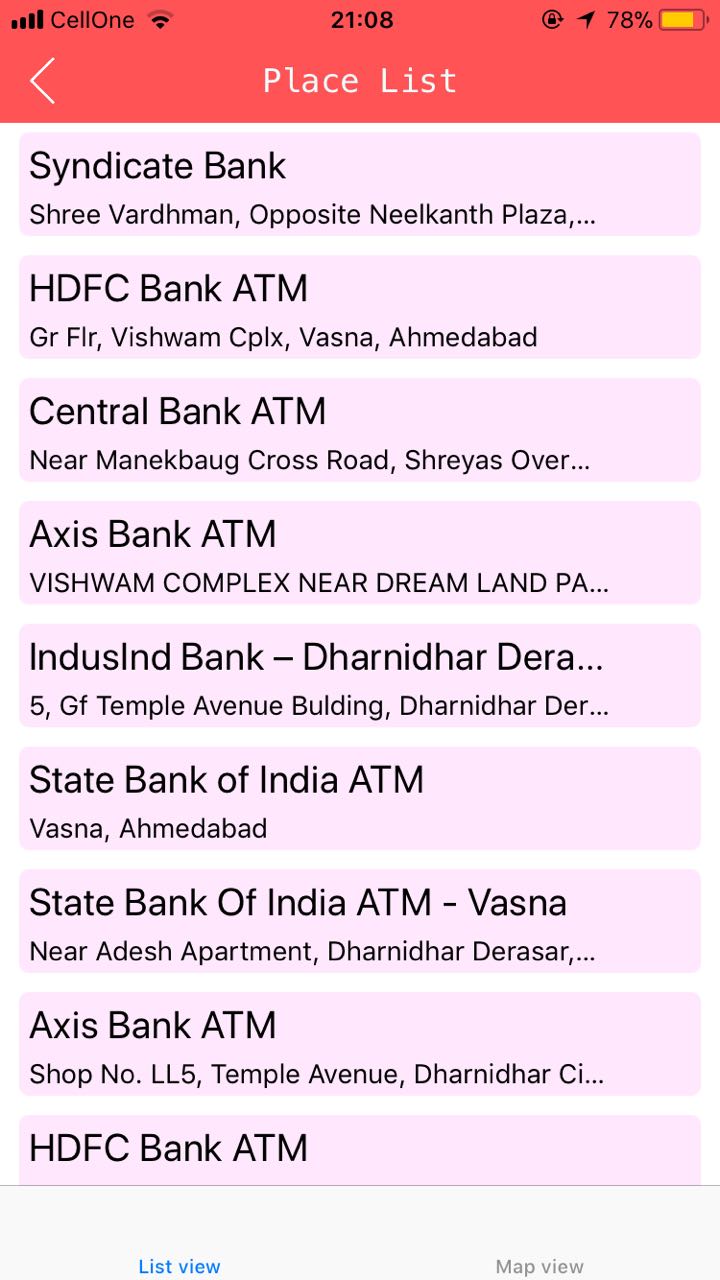 CellOne
21:08
78%
Place List
Syndicate Bank
Shree Vardhman, Opposite Neelkanth Plaza,...
HDFC Bank ATM
Gr Flr, Vishwam Cplx, Vasna, Ahmedabad
Central Bank ATM
Near Manekbaug Cross Road, Shreyas Over...
Axis Bank ATM
VISHWAM COMPLEX NEAR DREAM LAND PA...
IndusInd Bank – Dharnidhar Dera...
5, Gf Temple Avenue Bulding, Dharnidhar Der...
State Bank of India ATM
Vasna, Ahmedabad
State Bank Of India ATM - Vasna
Near Adesh Apartment, Dharnidhar Derasar,...
Axis Bank ATM
Shop No. LL5, Temple Avenue, Dharnidhar Ci...
HDFC Bank ATM
List view
Map view